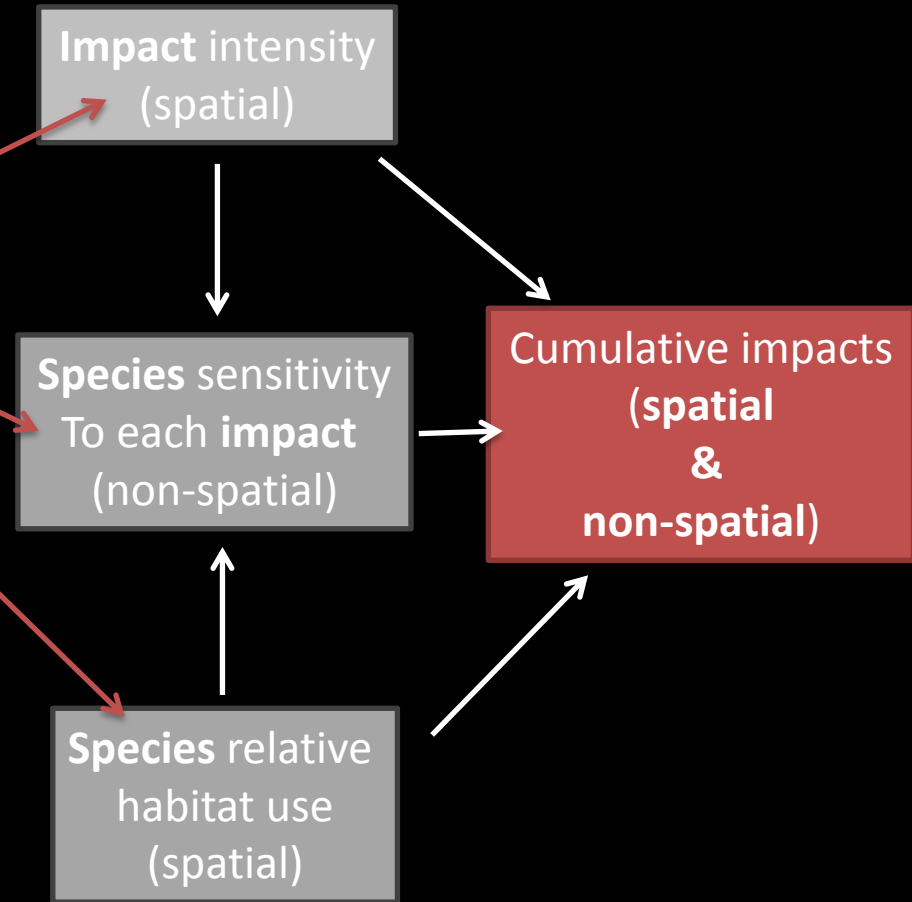 Impact intensity
(spatial)
Species sensitivity
To each impact
(non-spatial)
Cumulative impacts
(spatial
&
non-spatial)
Species relative
habitat use
(spatial)